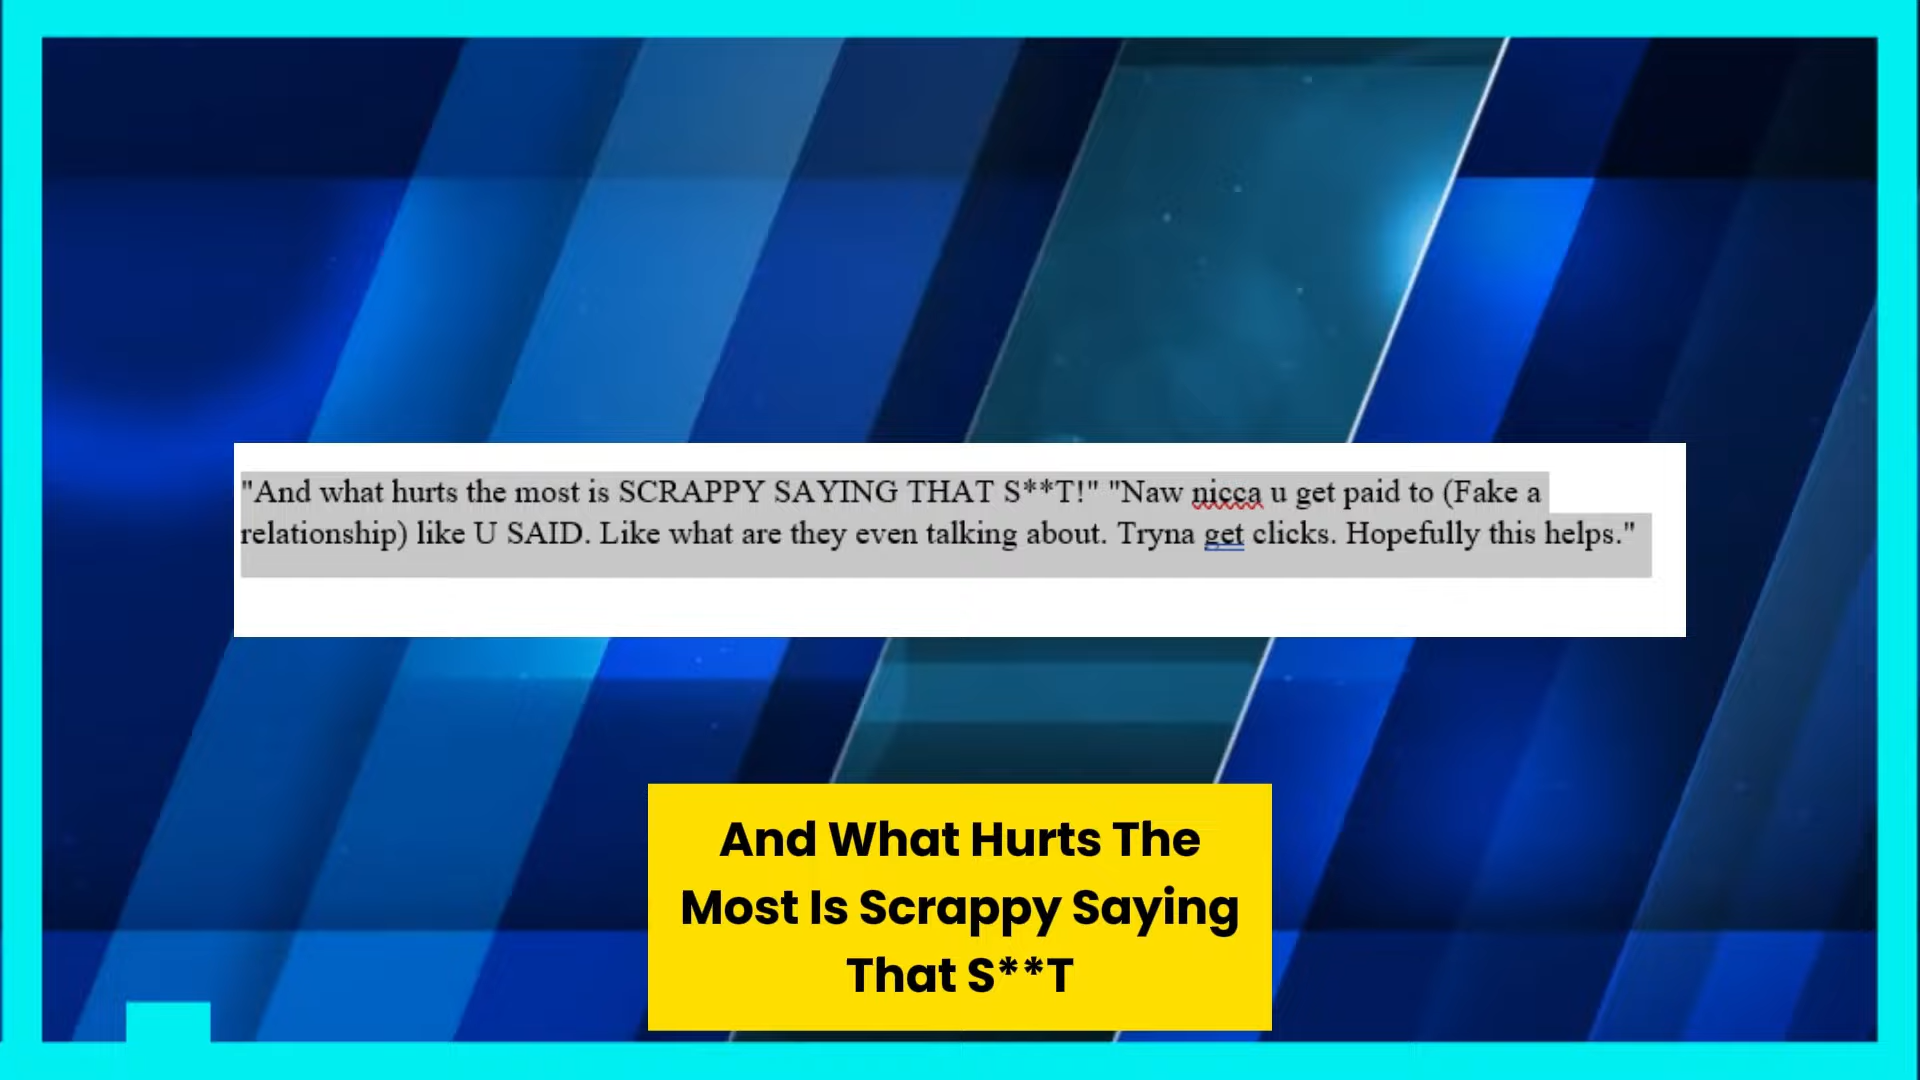 "And what hurts the most is SCRAPPY SAYING THAT S**T!" "Naw nicca u get paid to (Fake a
relationship) like U SAID. Like what are they even talking about. Tryna get clicks. Hopefully this helps."
And What Hurts The
Most Is Scrappy Saying
That S**T